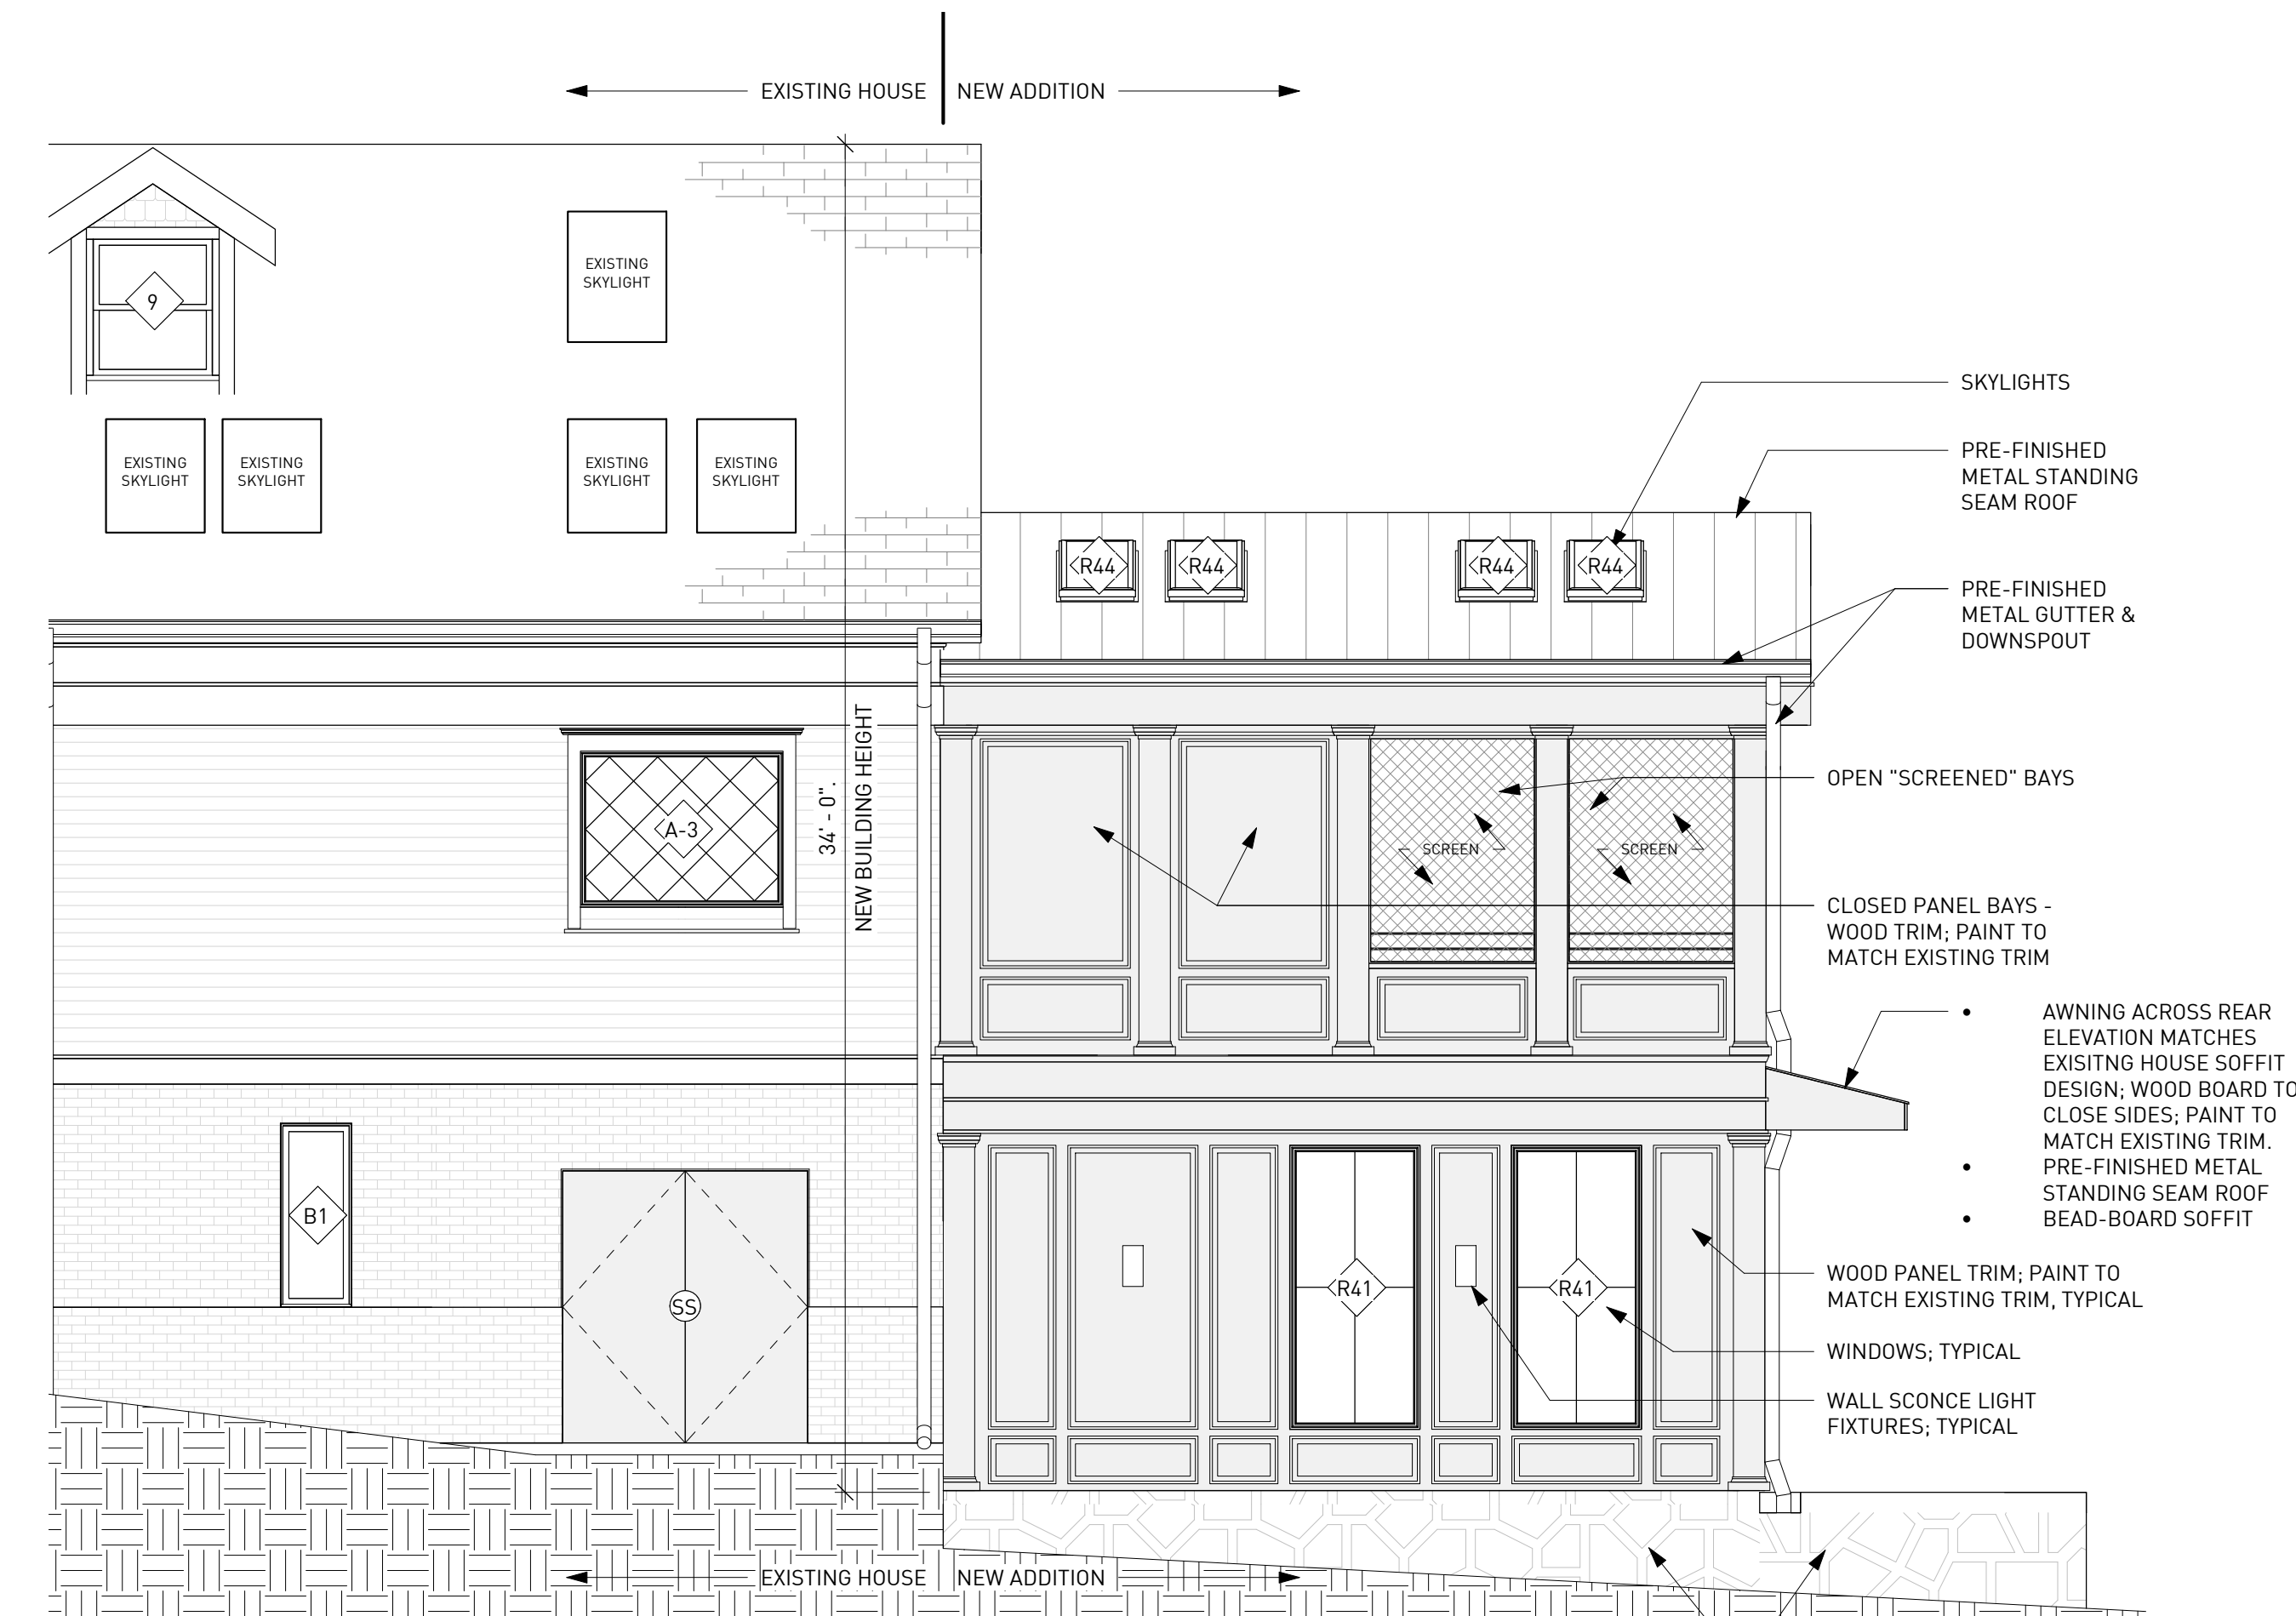 EXISTING HOUSE NEW ADDITION
9
EXISTING
SKYLIGHT
EXISTING
SKYLIGHT
EXISTING
SKYLIGHT
EXISTING
SKYLIGHT
EXISTING
SKYLIGHT
SKYLIGHTS
PRE-FINISHED
METAL STANDING
SEAM ROOF
R44
R44
R44
R44
PRE-FINISHED
METAL GUTTER &
DOWNSPOUT
A-3
34' - 0".
NEW BUILDING HEIGHT
OPEN "SCREENED" BAYS
SCREEN
SCREEN
CLOSED PANEL BAYS -
WOOD TRIM; PAINT TO
MATCH EXISTING TRIM
• AWNING ACROSS REAR
ELEVATION MATCHES
EXISITNG HOUSE SOFFIT
DESIGN; WOOD BOARD TO
CLOSE SIDES; PAINT TO
MATCH EXISTING TRIM.
• PRE-FINISHED METAL
STANDING SEAM ROOF
• BEAD-BOARD SOFFIT
B1
SS
R41
R41
WOOD PANEL TRIM; PAINT TO
MATCH EXISTING TRIM, TYPICAL
WINDOWS; TYPICAL
WALL SCONCE LIGHT
FIXTURES; TYPICAL
EXISTING HOUSE NEW ADDITION